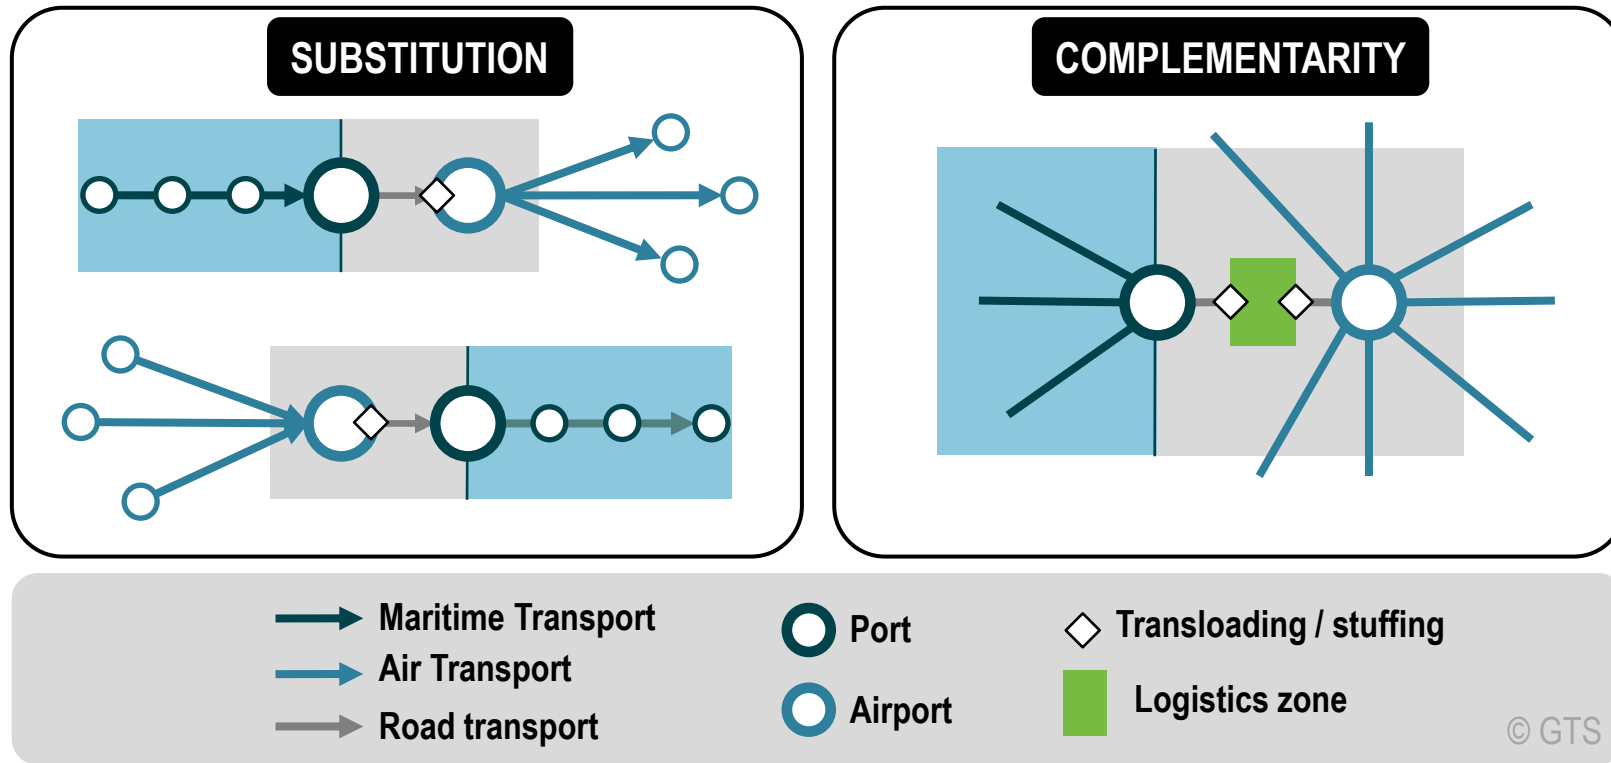 SUBSTITUTION
COMPLEMENTARITY
Maritime Transport
Air Transport
Road transport
Port
Airport
Transloading / stuffing
Logistics zone
© GTS